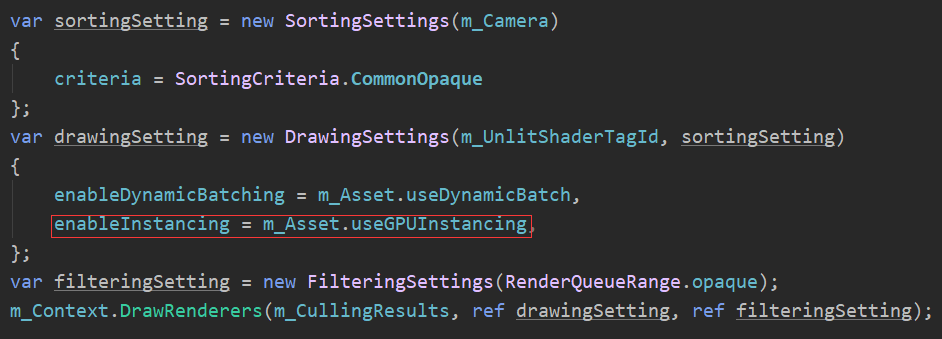 var sortingSetting = new SortingSettings(m_Camera)
{
    criteria = SortingCriteria.CommonOpaque
};
var drawingSetting = new DrawingSettings(m_UnlitShaderTagId, sortingSetting)
{
    enableDynamicBatching = m_Asset.useDynamicBatch,
    enableInstancing = m_Asset.useGPUInstancing,
};
var filteringSetting = new FilteringSettings(RenderQueueRange.opaque);
m_Context.DrawRenderers(m_CullingResults, ref drawingSetting, ref filteringSetting);